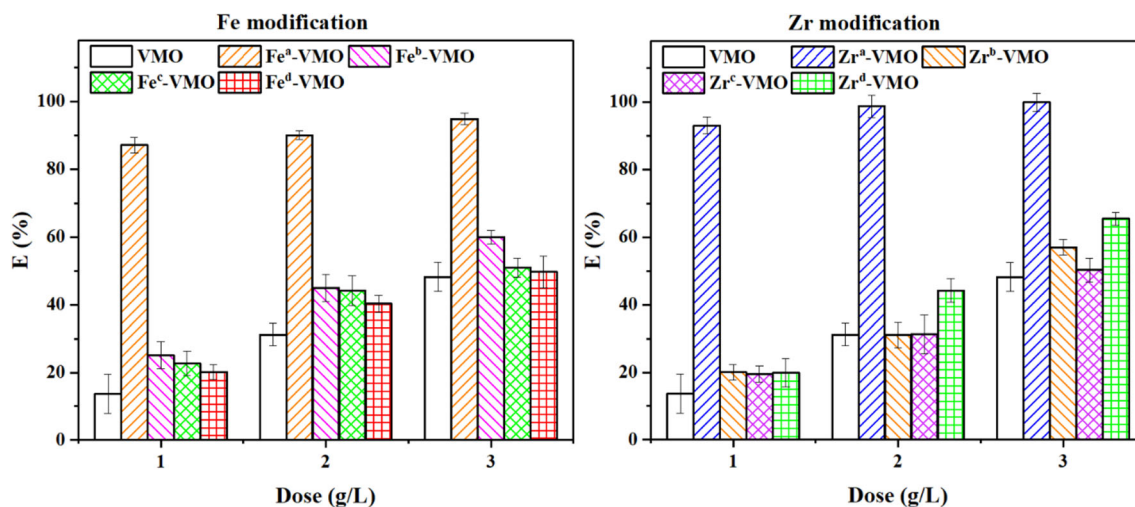 Fe modification
VMO Feᵃ-VMO Feᵇ-VMO
Feᶜ-VMO Feᵈ-VMO
100
80
60
40
20
0
E (%)
1 2 3
Dose (g/L)
Zr modification
VMO Zrᵃ-VMO Zrᵇ-VMO
Zrᶜ-VMO Zrᵈ-VMO
100
80
60
40
20
0
E (%)
1 2 3
Dose (g/L)